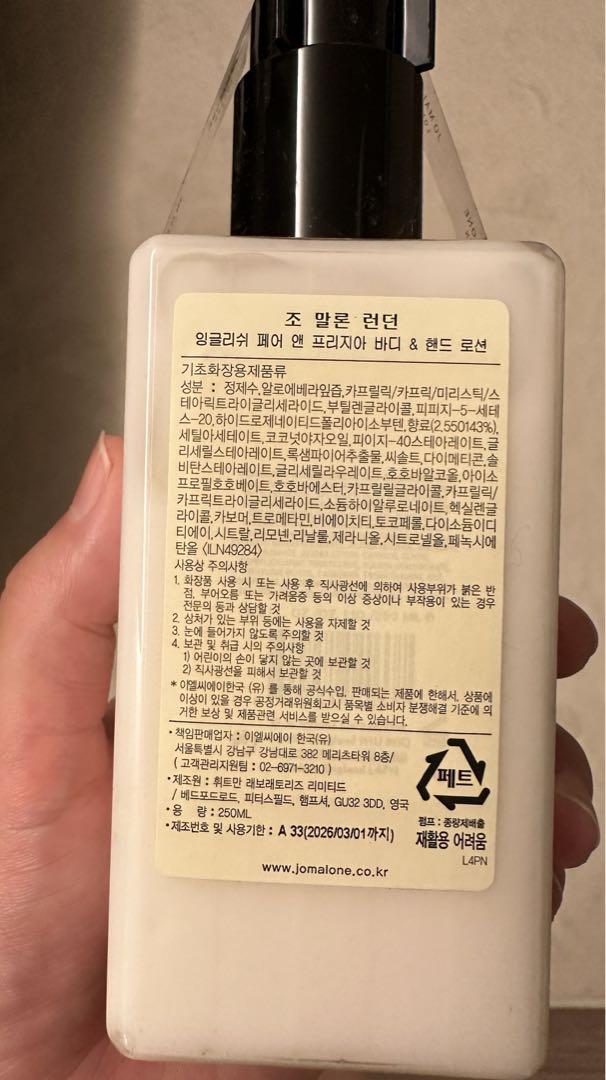 조 말론 런던
잉글리쉬 페어 앤 프리지아 바디 & 핸드 로션
기초화장용제품류
성분 : 정제수,알로에베라잎즙,카프릴릭/카프릭/미리스틱/스
테아릭트라이글리세라이드,부틸렌글라이콜,피피지-5-세테
스-20,하이드로제네이티드폴리아이소부텐,향료(2.550143%),
세틸아세테이트,코코넛야자오일,피이지-40스테아레이트,글
리세릴스테아레이트,록샘파이어추출물,씨솔트,다이메티콘,솔
비탄스테아레이트,글리세릴라우레이트,호호바알코올,아이소
프로필호호베이트,호호바에스터,카프릴릴글라이콜,카프릴릭/
카프릭트라이글리세라이드,소듐하이알루로네이트,헥실렌글
라이콜,카보머,트로메타민,비에이치티,토코페롤,다이소듐이디
티에이,시트랄,리모넨,리날룰,제라니올,시트로넬올,페녹시에
탄올 <ILN49284>
사용상 주의사항
1. 화장품 사용 시 또는 사용 후 직사광선에 의하여 사용부위가 붉은 반
점, 부어오름 또는 가려움증 등의 이상 증상이나 부작용이 있는 경우
전문의 등과 상담할 것
2. 상처가 있는 부위 등에는 사용을 자제할 것
3. 눈에 들어가지 않도록 주의할 것
4. 보관 및 취급 시의 주의사항
1) 어린이의 손이 닿지 않는 곳에 보관할 것
2) 직사광선을 피해서 보관할 것
* 이엘씨에이한국 (유) 를 통해 공식수입, 판매되는 제품에 한해서, 상품에
이상이 있을 경우 공정거래위원회고시 품목별 소비자 분쟁해결 기준에 의
거한 보상 및 제품관련 서비스를 받으실 수 있습니다.
• 책임판매업자 : 이엘씨에이 한국(유)
서울특별시 강남구 강남대로 382 메리츠타워 8층/
( 고객관리지원팀 : 02-6971-3210 )
• 제조원 : 휘트만 래보래토리즈 리미티드
/ 베드포드로드, 피터스필드, 햄프셔, GU32 3DD, 영국
• 용 량 : 250ML
• 제조번호 및 사용기한 : A 33(2026/03/01까지)
페트
펌프 : 종량제배출
재활용 어려움
L4PN
www.jomalone.co.kr